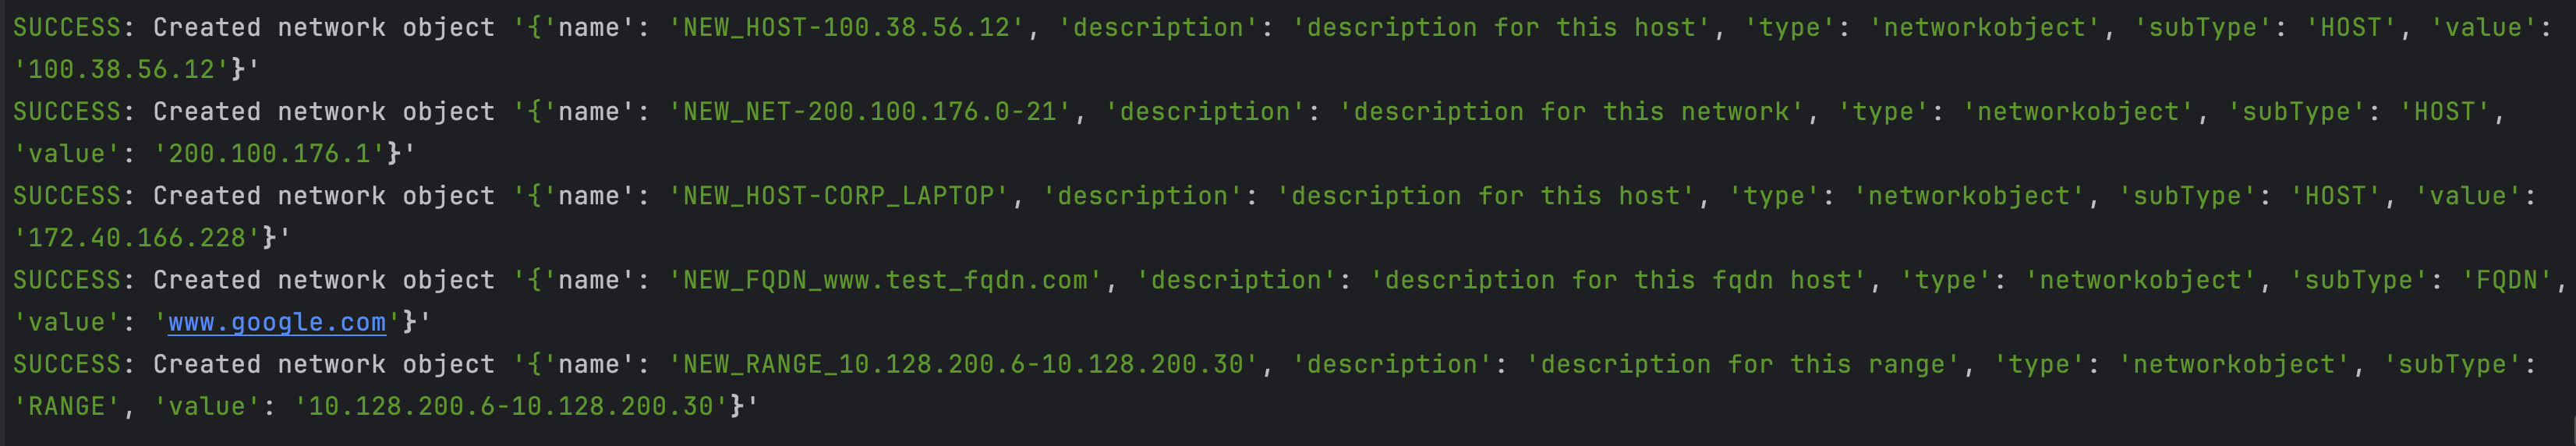 SUCCESS: Created network object '{'name': 'NEW_HOST-100.38.56.12', 'description': 'description for this host', 'type': 'networkobject', 'subType': 'HOST', 'value':
'100.38.56.12'}'
SUCCESS: Created network object '{'name': 'NEW_NET-200.100.176.0-21', 'description': 'description for this network', 'type': 'networkobject', 'subType': 'HOST',
'value': '200.100.176.1'}'
SUCCESS: Created network object '{'name': 'NEW_HOST-CORP_LAPTOP', 'description': 'description for this host', 'type': 'networkobject', 'subType': 'HOST', 'value':
'172.40.166.228'}'
SUCCESS: Created network object '{'name': 'NEW_FQDN_www.test_fqdn.com', 'description': 'description for this fqdn host', 'type': 'networkobject', 'subType': 'FQDN',
'value': 'www.google.com'}'
SUCCESS: Created network object '{'name': 'NEW_RANGE_10.128.200.6-10.128.200.30', 'description': 'description for this range', 'type': 'networkobject', 'subType':
'RANGE', 'value': '10.128.200.6-10.128.200.30'}'